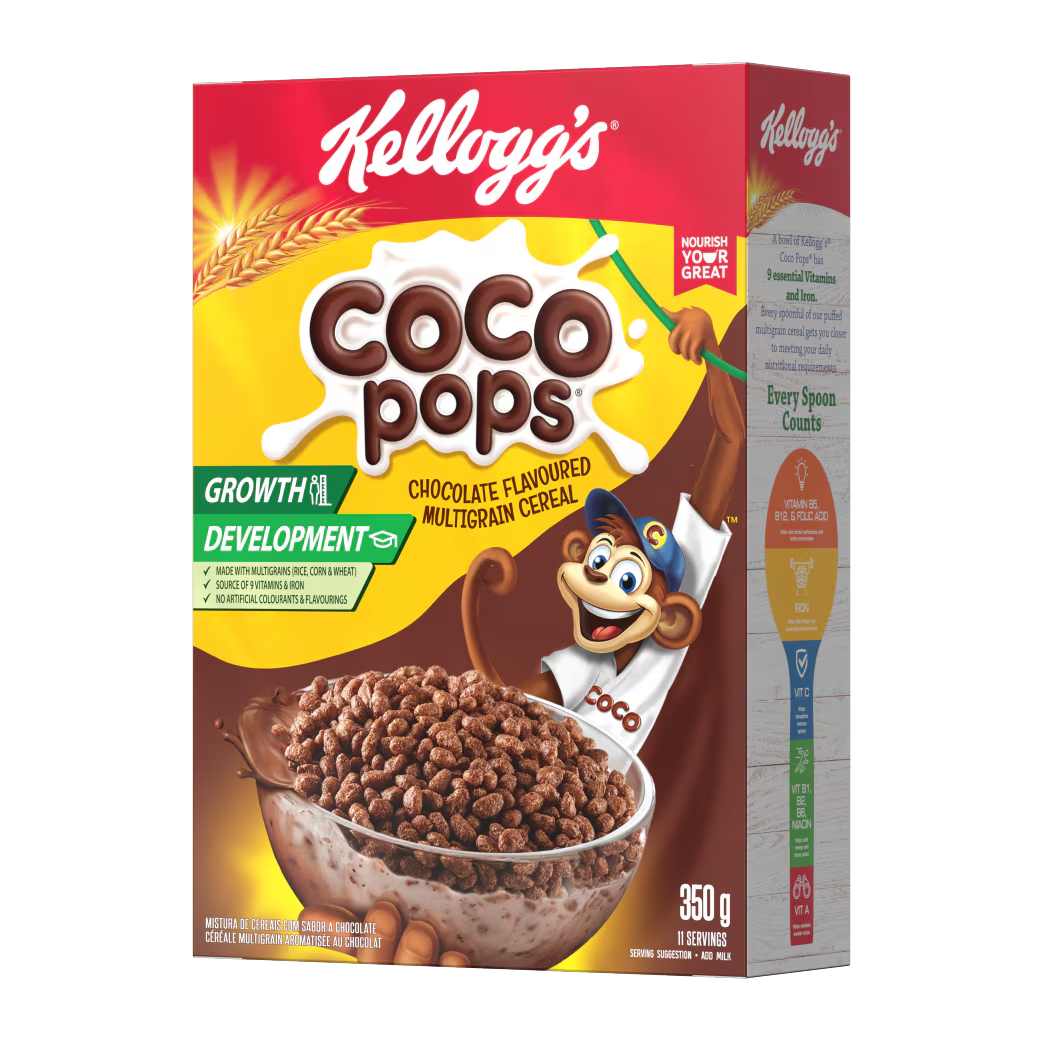 Kellogg's®
NOURISH
YOUR
GREAT
COCO
pops®
CHOCOLATE FLAVOURED
MULTIGRAIN CEREAL
GROWTH
DEVELOPMENT
✓ MADE WITH MULTIGRAINS (RICE, CORN & WHEAT)
✓ SOURCE OF 9 VITAMINS & IRON
✓ NO ARTIFICIAL COLOURANTS & FLAVOURINGS
C
TM
COCO
MISTURA DE CEREAIS COM SABOR A CHOCOLATE
CÉRÉALE MULTIGRAIN AROMATISÉE AU CHOCOLAT
350 g
11 SERVINGS
SERVING SUGGESTION • ADD MILK
Kellogg's®
A bowl of Kellogg's®
Coco Pops® has
9 essential Vitamins
and Iron.
Every spoonful of our puffed
multigrain cereal gets you closer
to meeting your daily
nutritional requirements.
Every Spoon
Counts
VITAMIN B5,
B12, & FOLIC ACID
IRON
VIT C
VIT B1,
B2,
B6,
NIACIN
VIT A